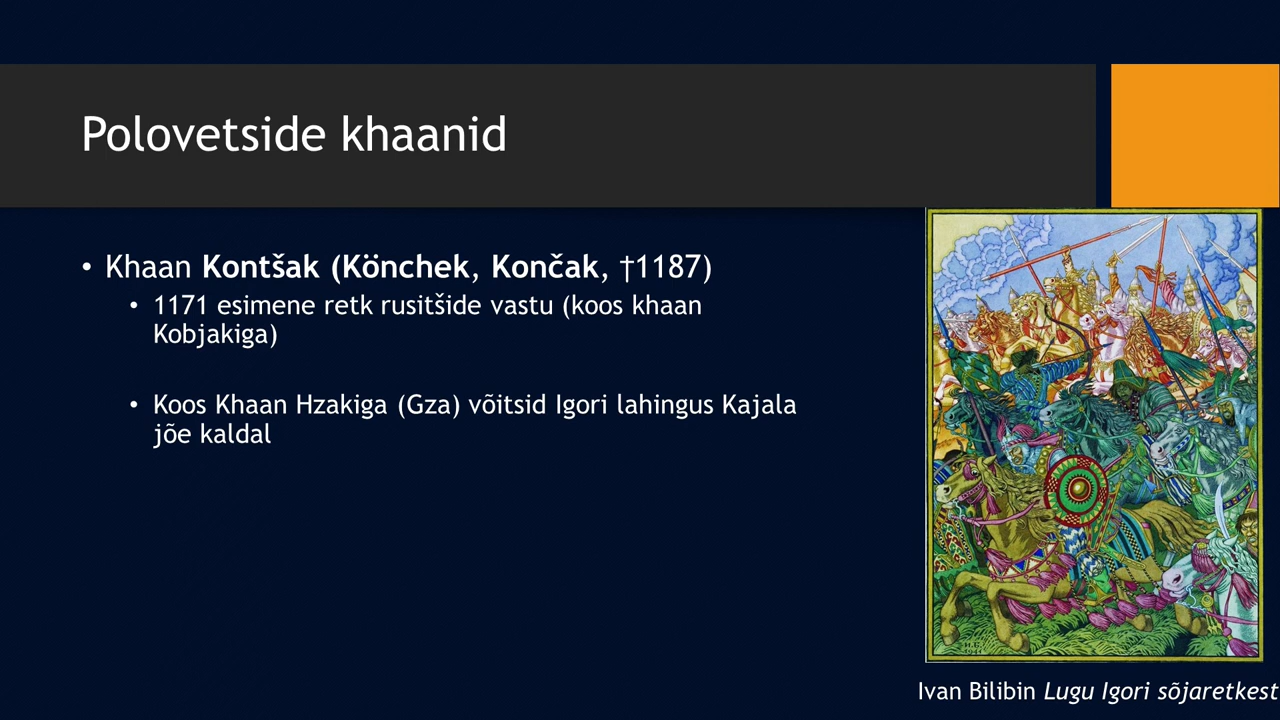 Polovetside khaanid
• Khaan Kontšak (Könchek, Končak, †1187)
• 1171 esimene retk rusitšide vastu (koos khaan
Kobjakiga)
• Koos Khaan Hzakiga (Gza) võitsid Igori lahingus Kajala
jõe kaldal
Ivan Bilibin Lugu Igori sõjaretkest